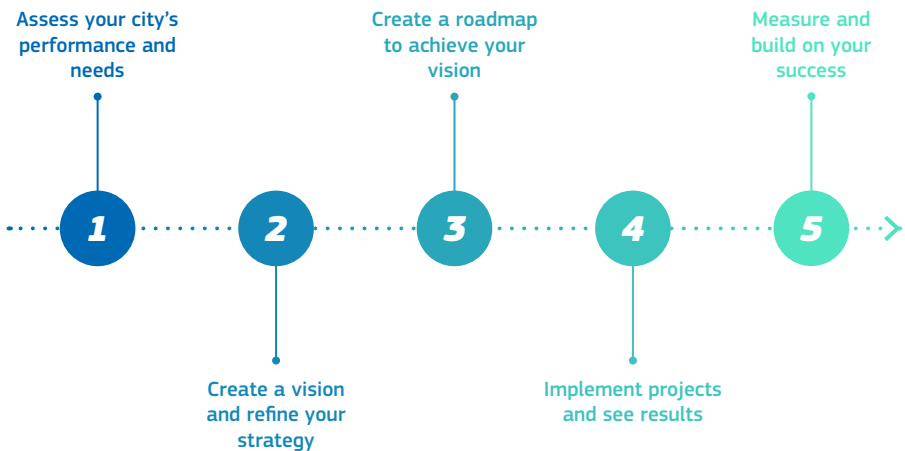 Assess your city's
performance and
needs
Create a roadmap
to achieve your
vision
Measure and
build on your
success
1
2
3
4
5
Create a vision
and refine your
strategy
Implement projects
and see results